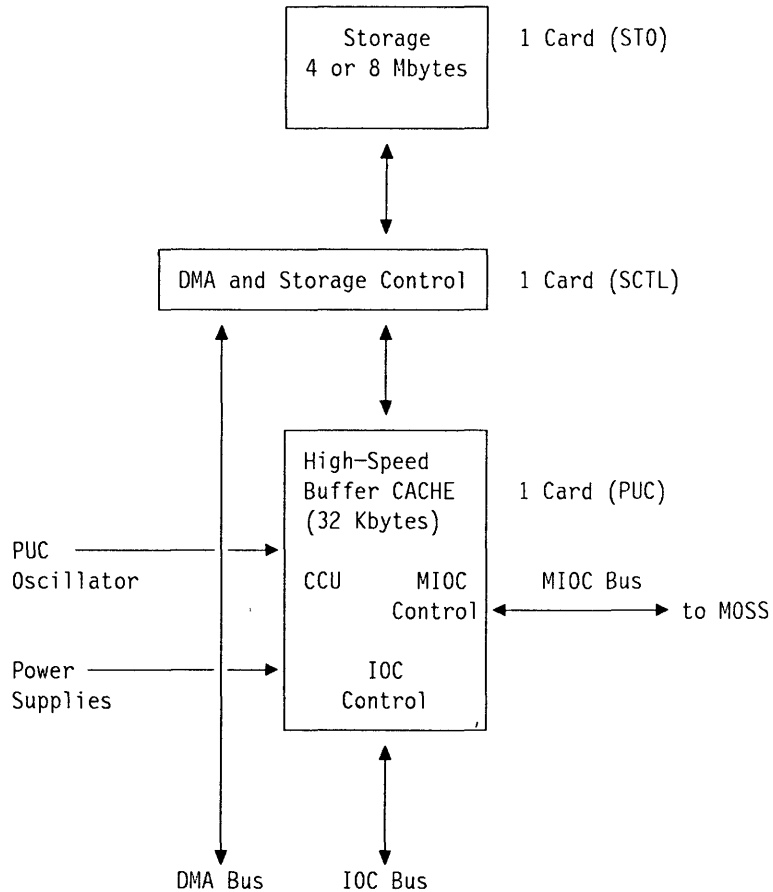 Storage
4 or 8 Mbytes
1 Card (STO)
DMA and Storage Control
1 Card (SCTL)
High-Speed
Buffer CACHE
(32 Kbytes)
1 Card (PUC)
PUC
Oscillator
CCU
MIOC
Control
MIOC Bus
to MOSS
Power
Supplies
IOC
Control
DMA Bus
IOC Bus